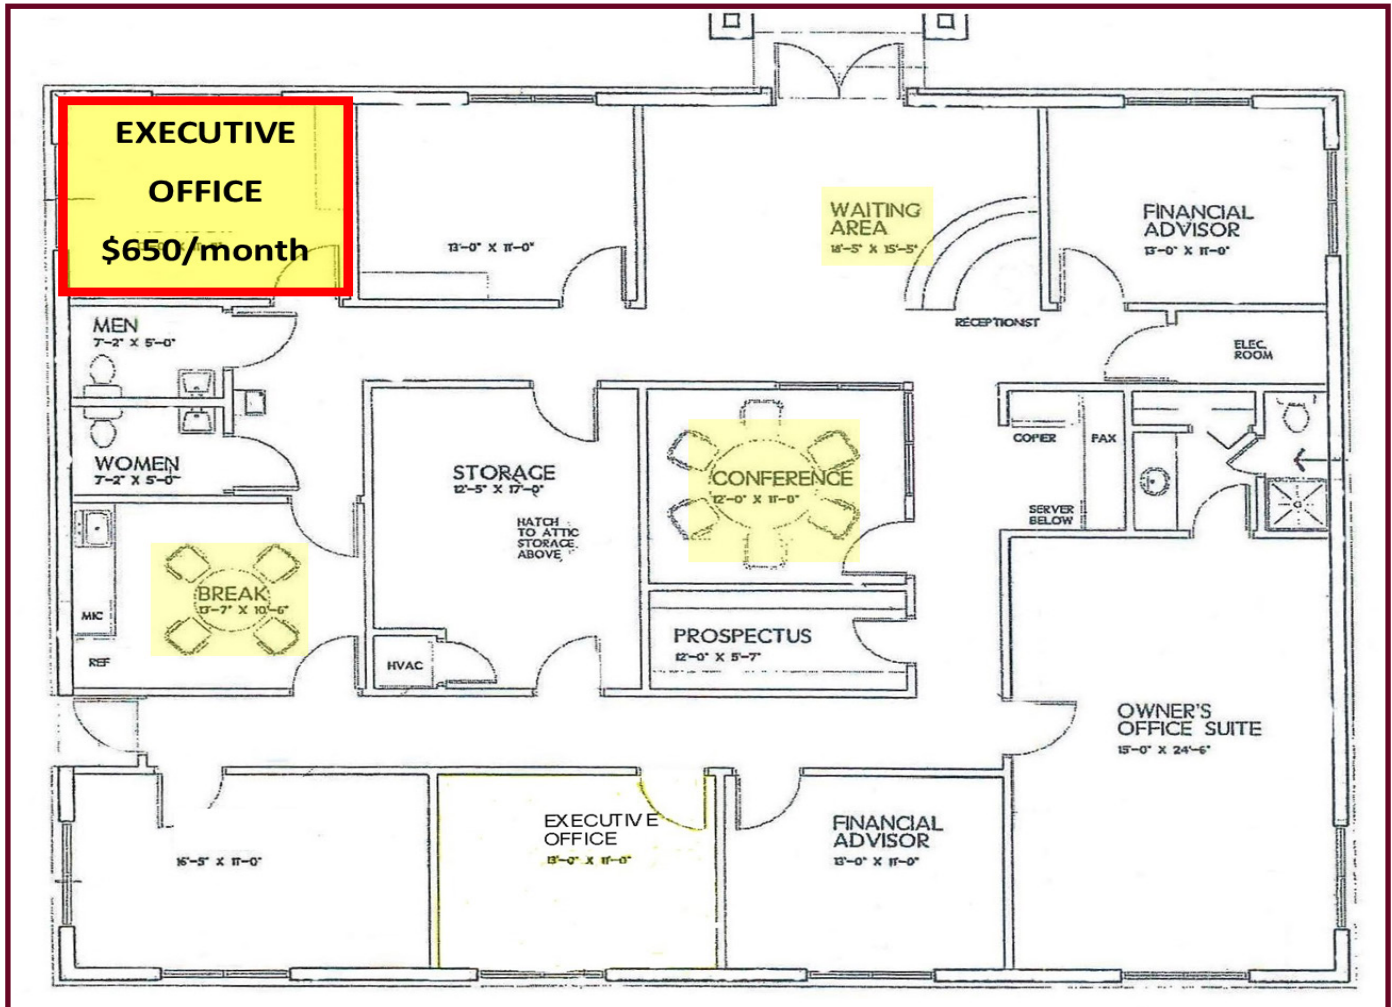 EXECUTIVE
OFFICE
$650/month
13'-0" X 11'-0"
WAITING
AREA
18'-5" X 15'-5"
FINANCIAL
ADVISOR
13'-0" X 11'-0"
RECEPTIONIST
ELEC.
ROOM
MEN
7'-2" X 5'-0"
WOMEN
7'-2" X 5'-0"
STORAGE
12'-5" X 17'-0"
HATCH
TO ATTIC
STORAGE
ABOVE
CONFERENCE
12'-0" X 11'-0"
COPIER
FAX
SERVER
BELOW
BREAK
13'-7" X 10'-6"
MIC
REF
HVAC
PROSPECTUS
12'-0" X 5'-7"
OWNER'S
OFFICE SUITE
15'-0" X 24'-6"
16'-5" X 11'-0"
EXECUTIVE
OFFICE
13'-0" X 11'-0"
FINANCIAL
ADVISOR
13'-0" X 11'-0"